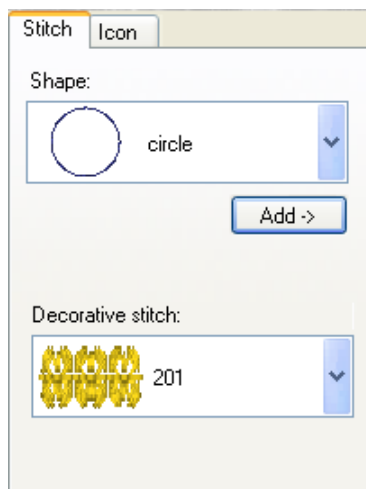 Stitch Icon
Shape:
circle
Add ->
Decorative stitch:
201